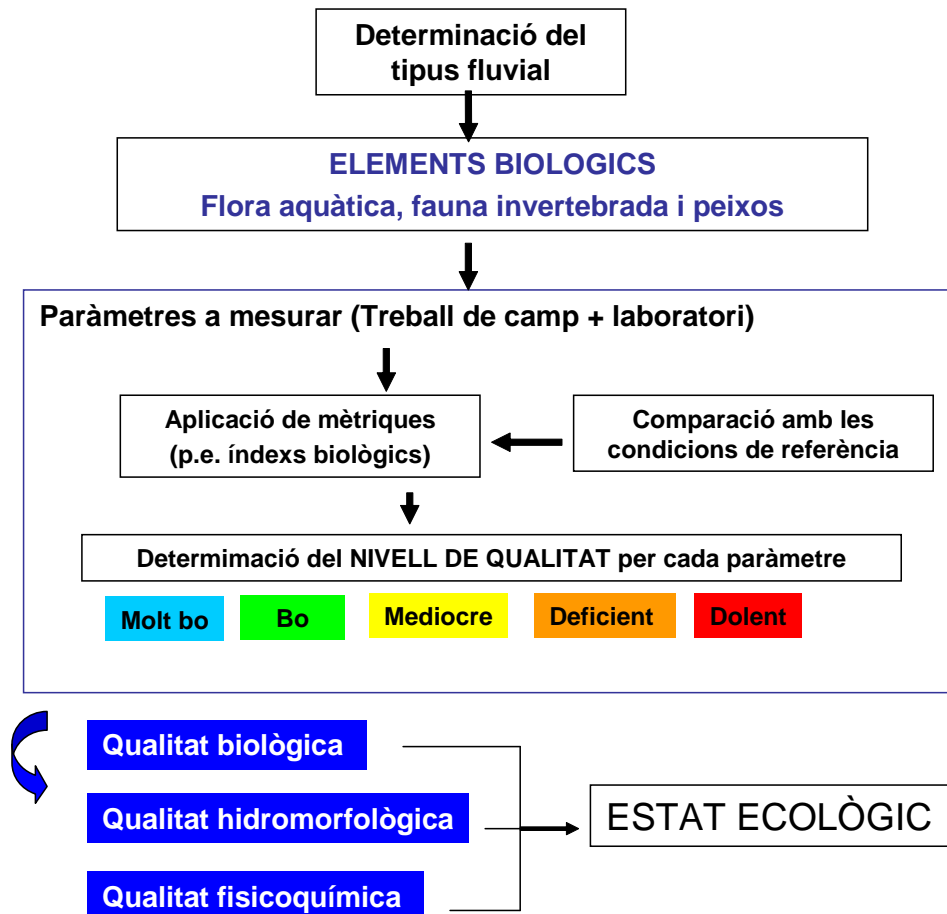 Determinació del
tipus fluvial
ELEMENTS BIOLOGICS
Flora aquàtica, fauna invertebrada i peixos
Paràmetres a mesurar (Treball de camp + laboratori)
Aplicació de mètriques
(p.e. índexs biològics)
Comparació amb les
condicions de referència
Determimació del NIVELL DE QUALITAT per cada paràmetre
Molt bo
Bo
Mediocre
Deficient
Dolent
Qualitat biològica
Qualitat hidromorfològica
Qualitat fisicoquímica
ESTAT ECOLÒGIC